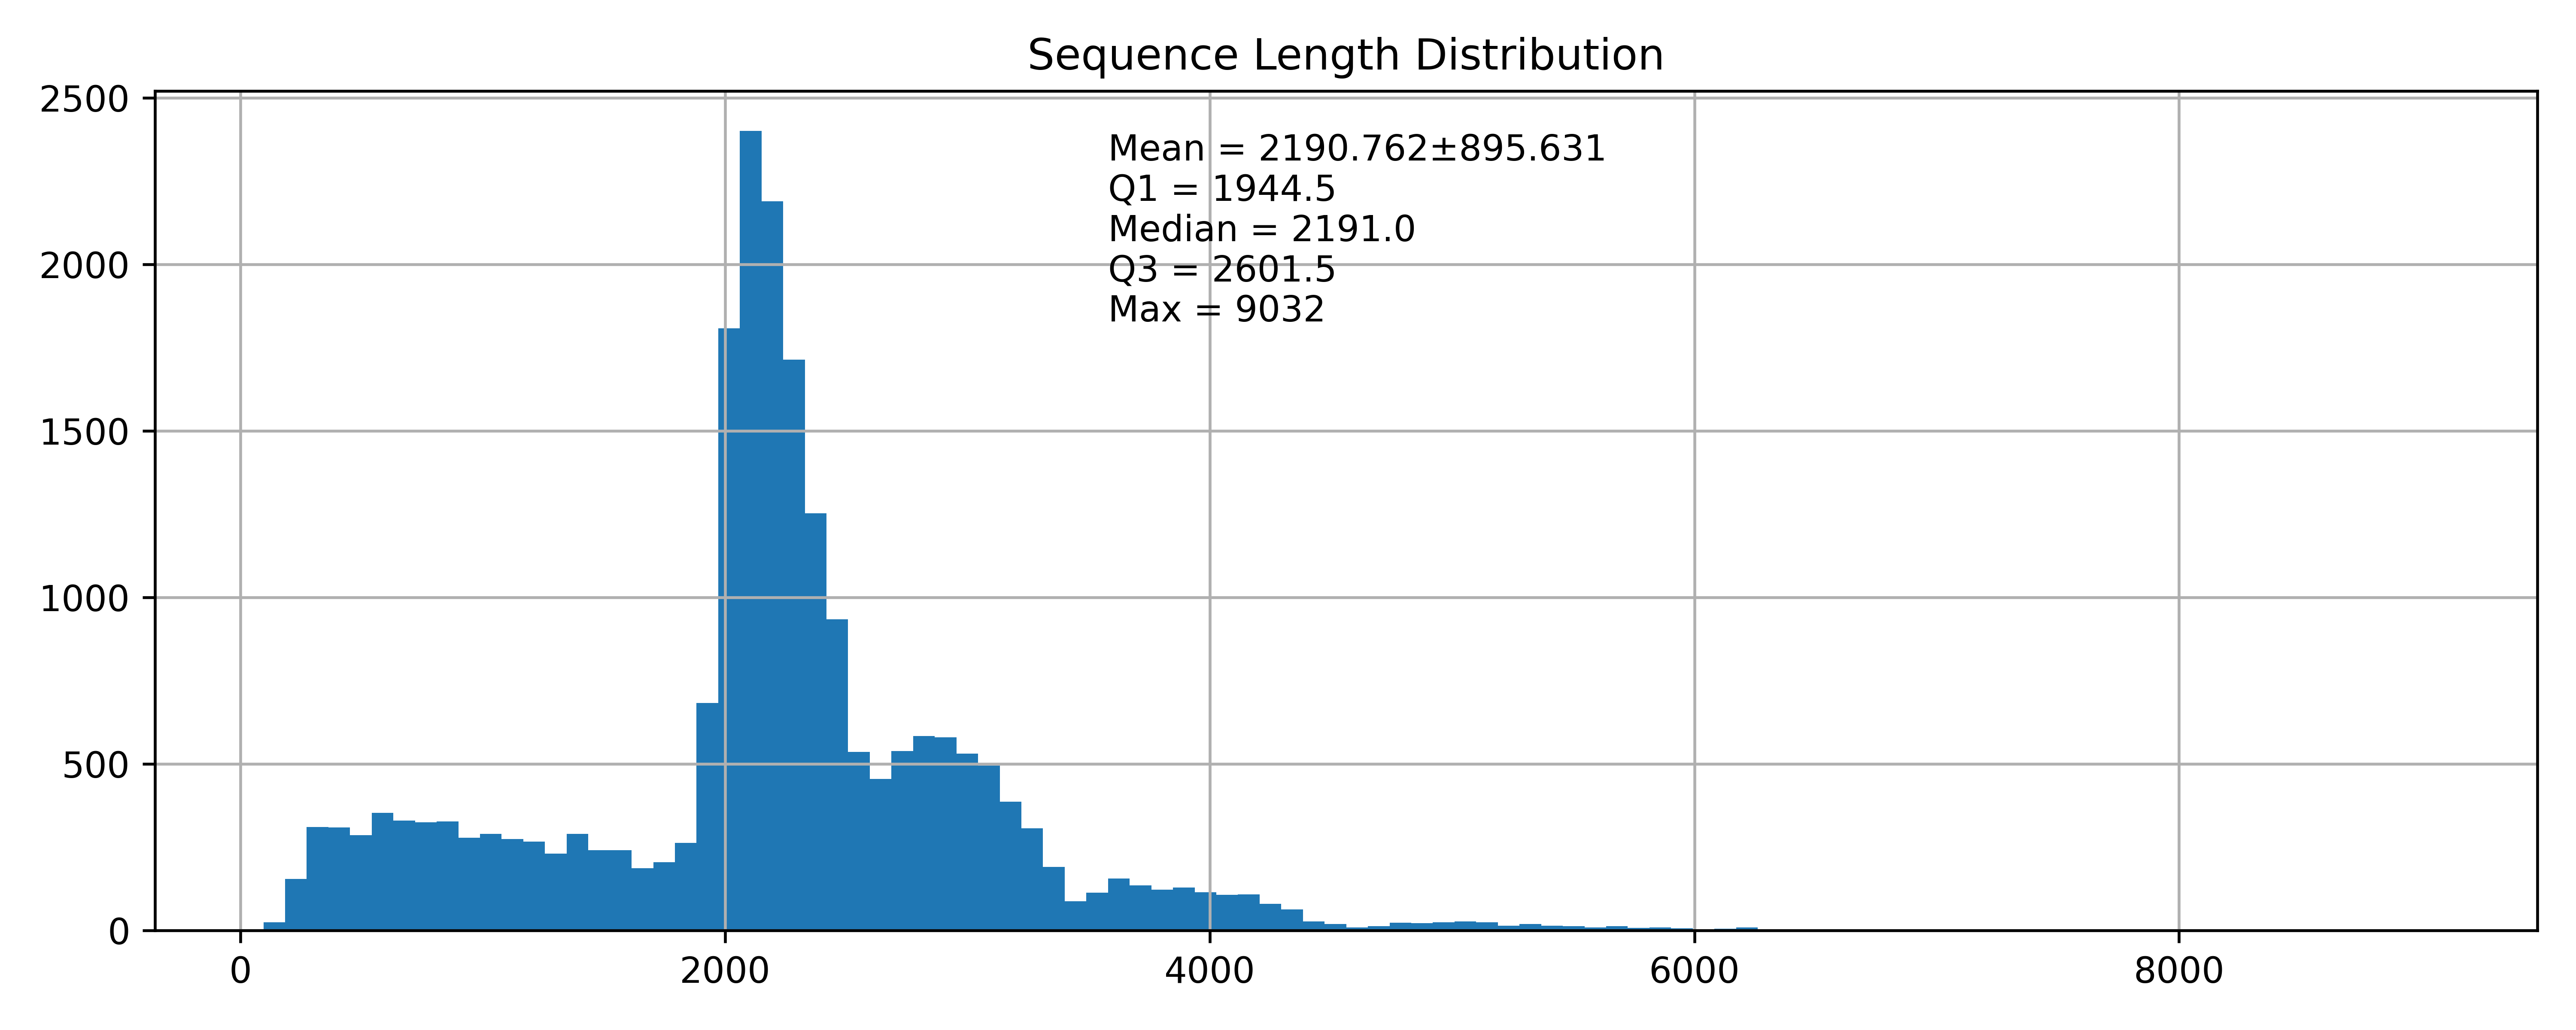 Sequence Length Distribution
2500
2000
1500
1000
500
0
Mean = 2190.762±895.631
Q1 = 1944.5
Median = 2191.0
Q3 = 2601.5
Max = 9032
0 2000 4000 6000 8000